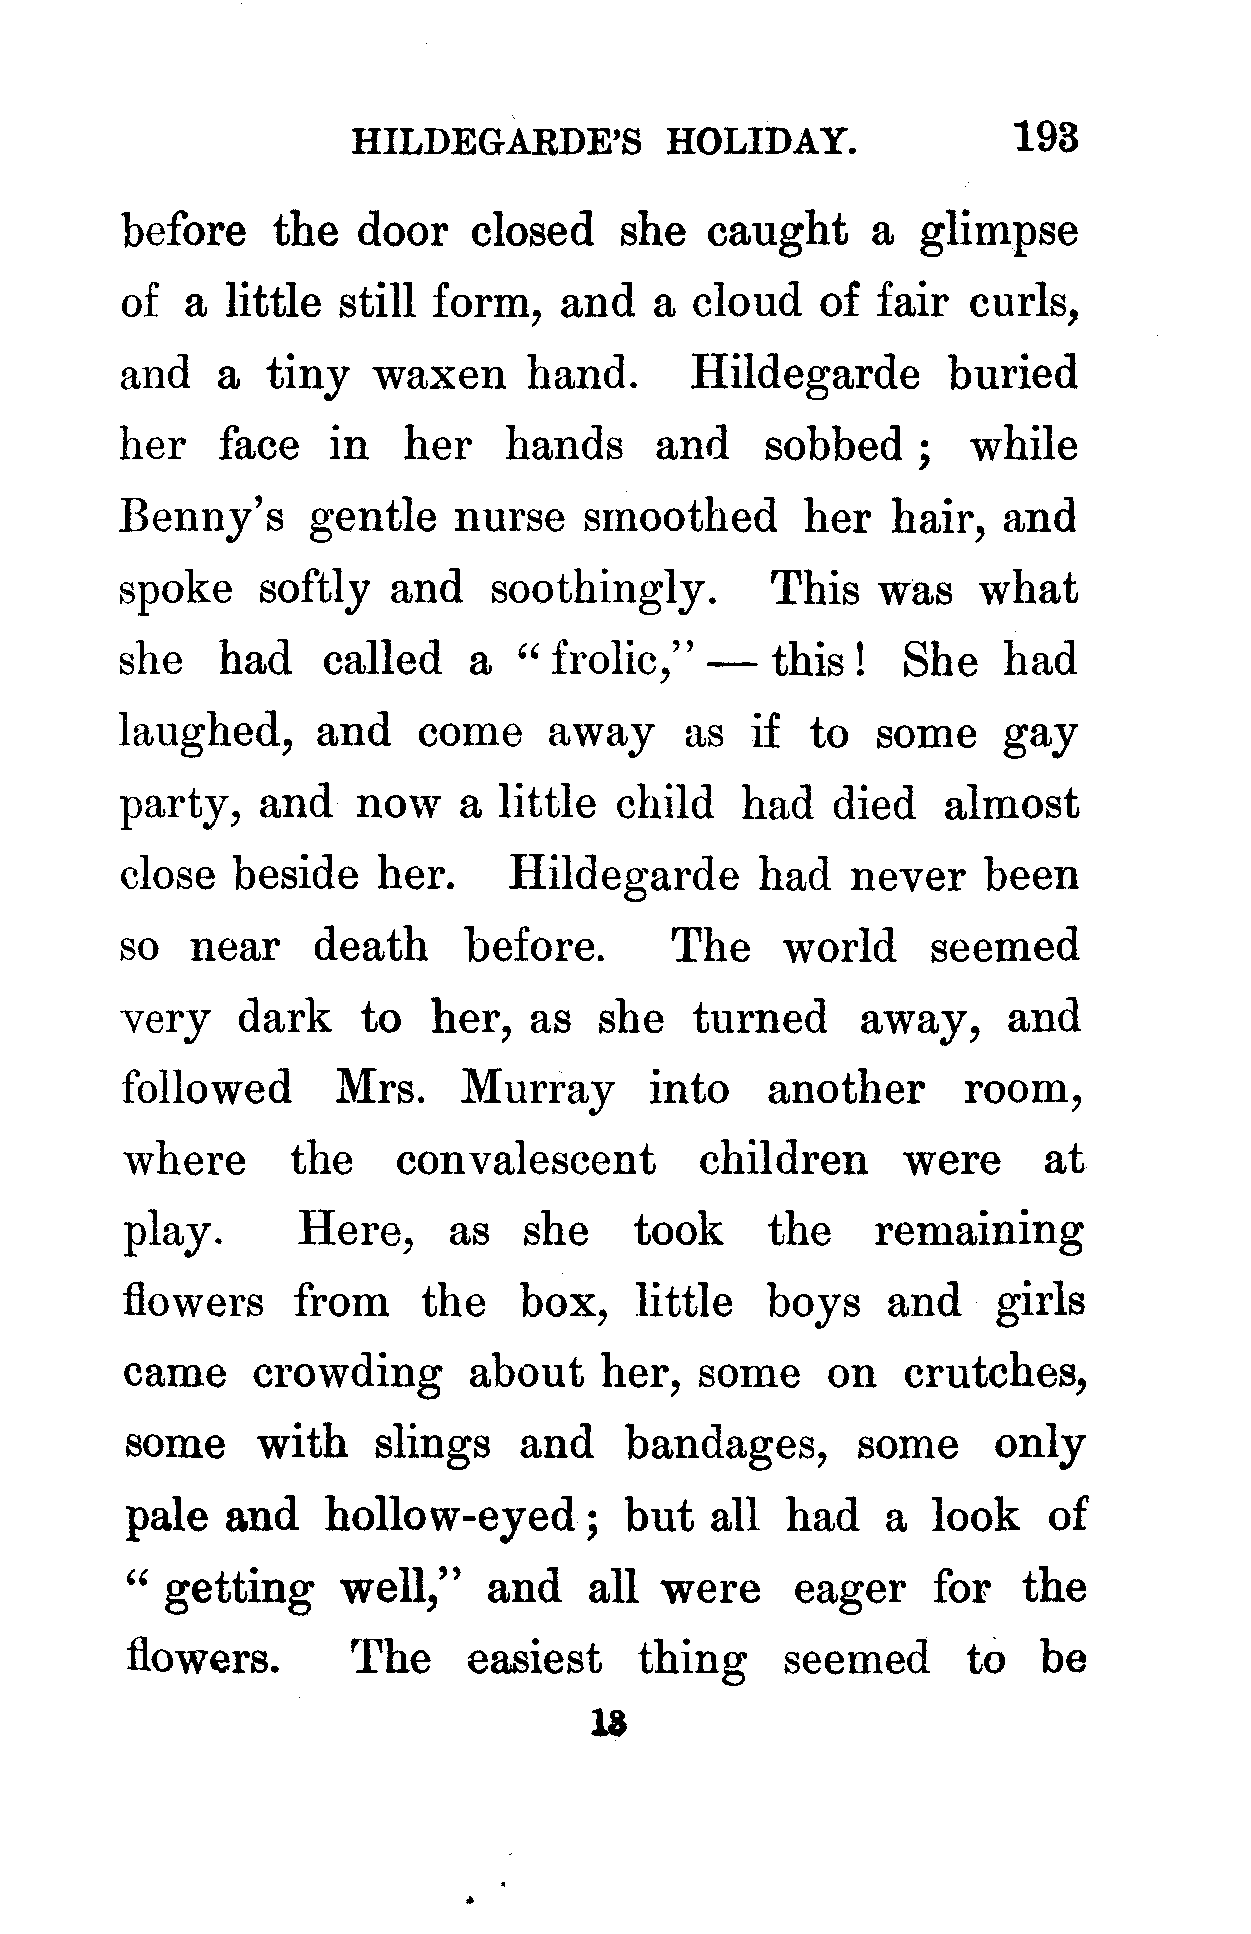 HILDEGARDE'S HOLIDAY. 193
before the door closed she caught a glimpse
of a little still form, and a cloud of fair curls,
and a tiny waxen hand. Hildegarde buried
her face in her hands and sobbed ; while
Benny's gentle nurse smoothed her hair, and
spoke softly and soothingly. This was what
she had called a “ frolic,” — this ! She had
laughed, and come away as if to some gay
party, and now a little child had died almost
close beside her. Hildegarde had never been
so near death before. The world seemed
very dark to her, as she turned away, and
followed Mrs. Murray into another room,
where the convalescent children were at
play. Here, as she took the remaining
flowers from the box, little boys and girls
came crowding about her, some on crutches,
some with slings and bandages, some only
pale and hollow-eyed ; but all had a look of
“ getting well,” and all were eager for the
flowers. The easiest thing seemed to be
13